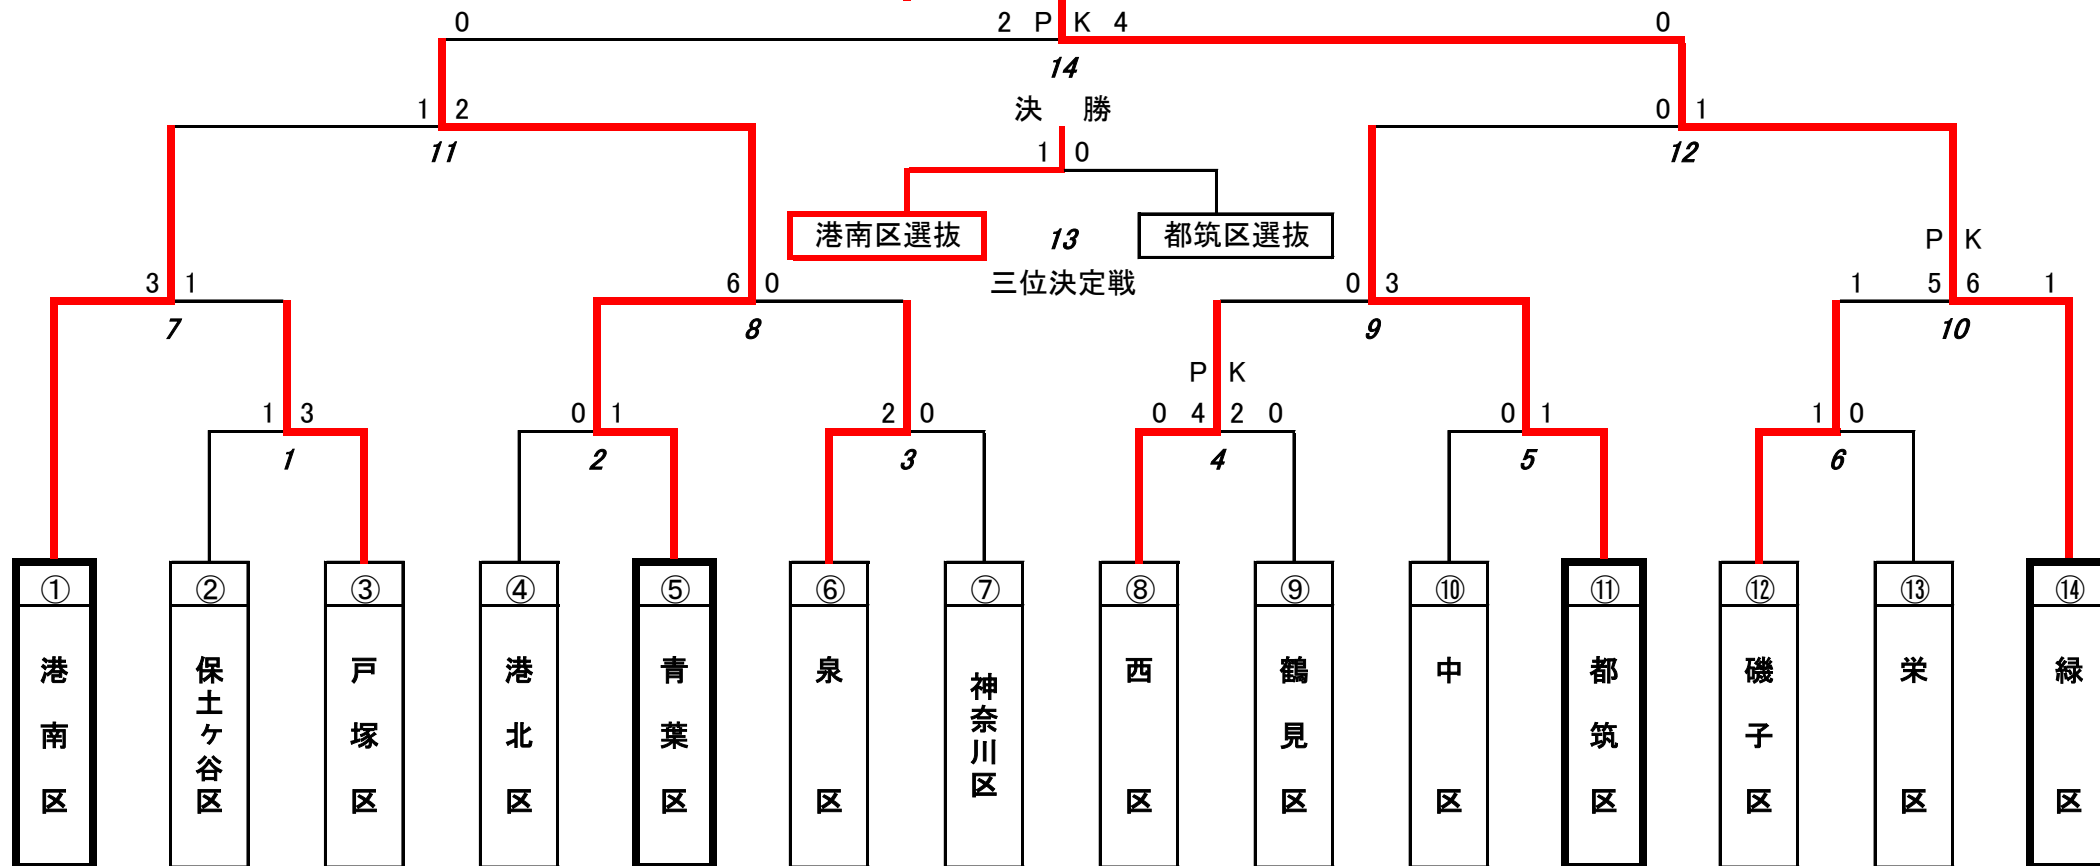 0 2 P K 4 0
14
決 勝
1 2
0 1
11
12
1 0
港南区選抜 13 都筑区選抜
三位決定戦
P K
3 1
6 0
0 3
1 5 6 1
7
8
9
10
P K
1 3
0 1
2 0
0 4 2 0
0 1
1 0
1
2
3
4
5
6
① ② ③ ④ ⑤ ⑥ ⑦ ⑧ ⑨ ⑩ ⑪ ⑫ ⑬ ⑭
港南区
保土ケ谷区
戸塚区
港北区
青葉区
泉区
神奈川区
西区
鶴見区
中区
都筑区
磯子区
栄区
緑区